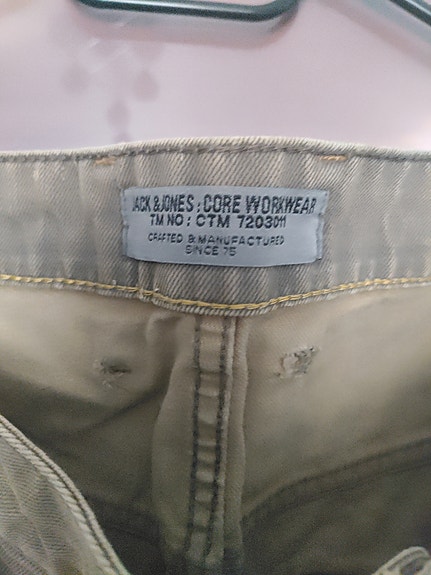 JACK & JONES : CORE WORKWEAR
TM NO : CTM 7203011
CRAFTED & MANUFACTURED
SINCE 75